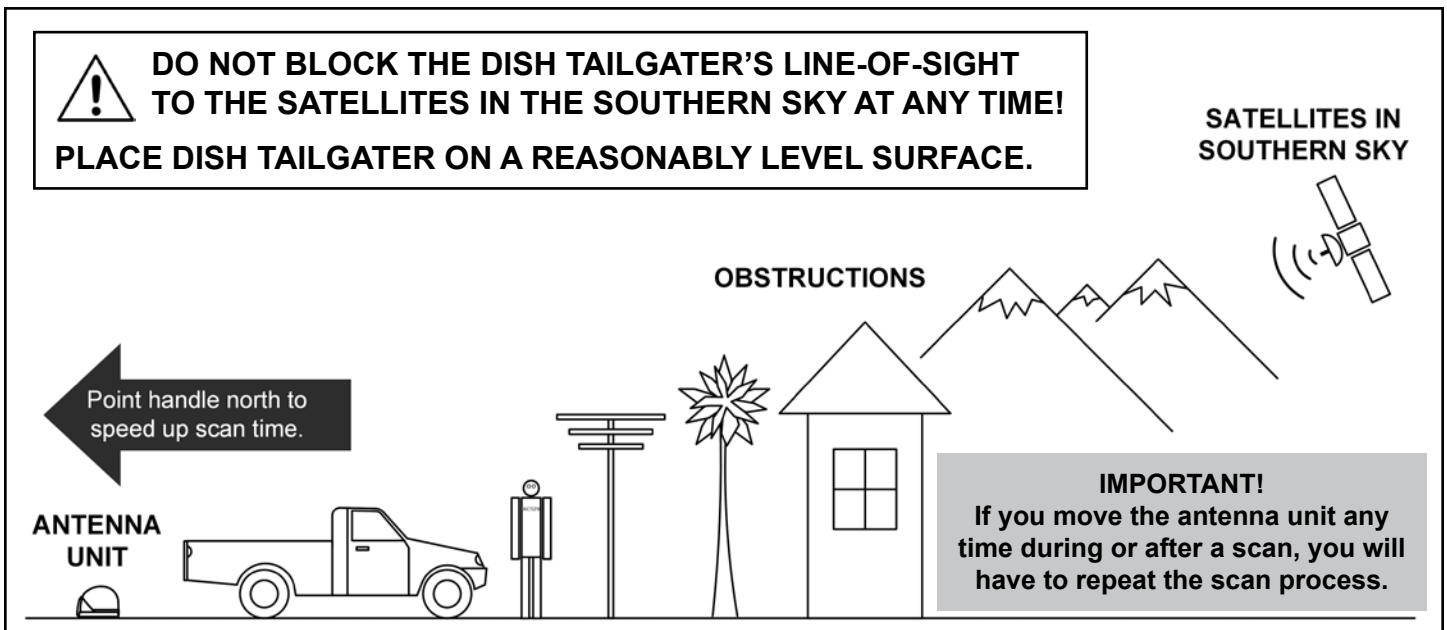 DO NOT BLOCK THE DISH TAILGATER’S LINE-OF-SIGHT
TO THE SATELLITES IN THE SOUTHERN SKY AT ANY TIME!
PLACE DISH TAILGATER ON A REASONABLY LEVEL SURFACE.
SATELLITES IN
SOUTHERN SKY
OBSTRUCTIONS
Point handle north to
speed up scan time.
ANTENNA
UNIT
IMPORTANT!
If you move the antenna unit any
time during or after a scan, you will
have to repeat the scan process.